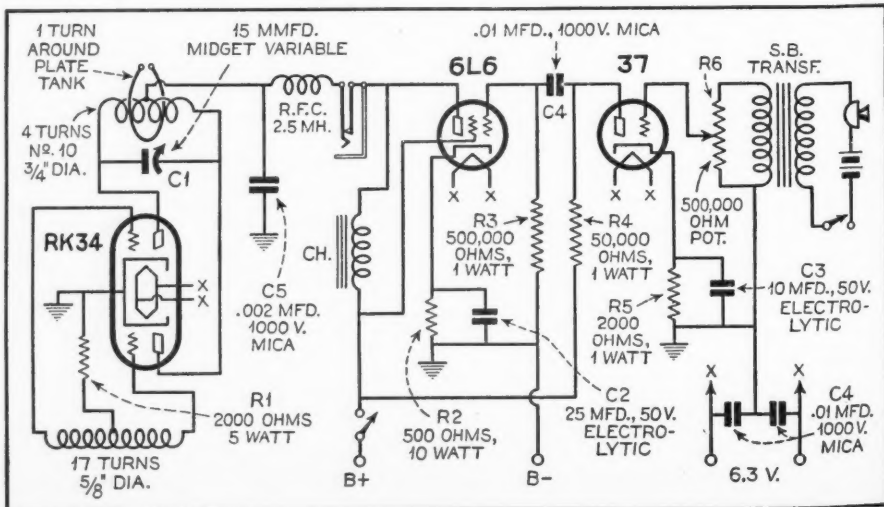 1 TURN
AROUND
PLATE
TANK
15 MMFD.
MIDGET VARIABLE
.01 MFD., 1000 V. MICA
6L6
C4
37
R6
S.B.
TRANSF.
R.F.C.
2.5 MH.
4 TURNS
No. 10
3/4" DIA.
C1
RK34
X
X
CH.
C5
.002 MFD.
1000 V.
MICA
X X
X X
R3
500,000
OHMS,
1 WATT
R4
50,000
OHMS,
1 WATT
500,000
OHM
POT.
R5
2000
OHMS,
1 WATT
C3
10 MFD., 50V.
ELECTRO-
LYTIC
R1
2000 OHMS
5 WATT
17 TURNS
5/8" DIA.
R2
500 OHMS,
10 WATT
C2
25 MFD., 50V.
ELECTRO-
LYTIC
X
X
C4
.01 MFD.
1000 V.
MICA
B+
B-
6.3 V.